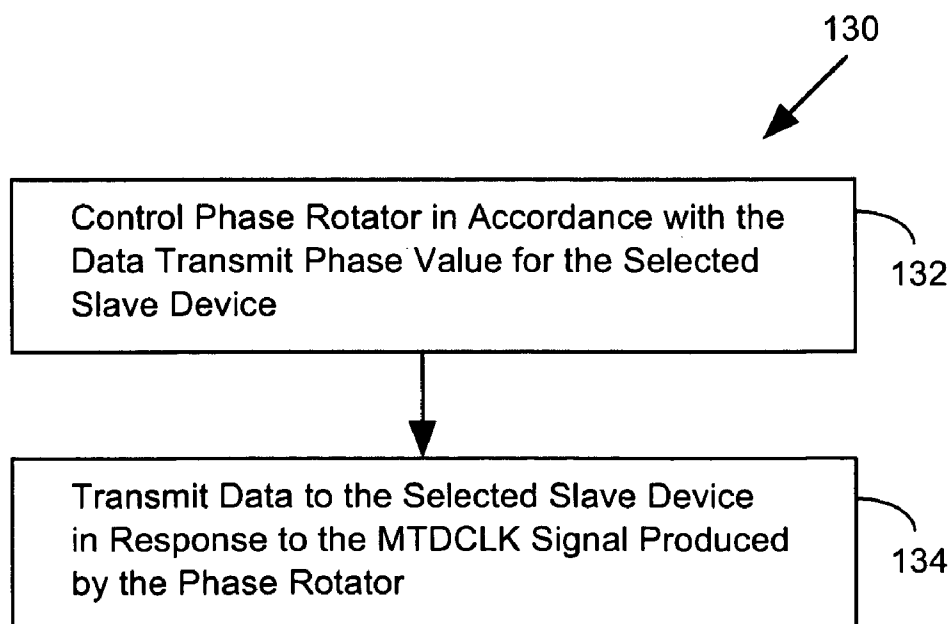 130
Control Phase Rotator in Accordance with the
Data Transmit Phase Value for the Selected
Slave Device
132
Transmit Data to the Selected Slave Device
in Response to the MTDCLK Signal Produced
by the Phase Rotator
134